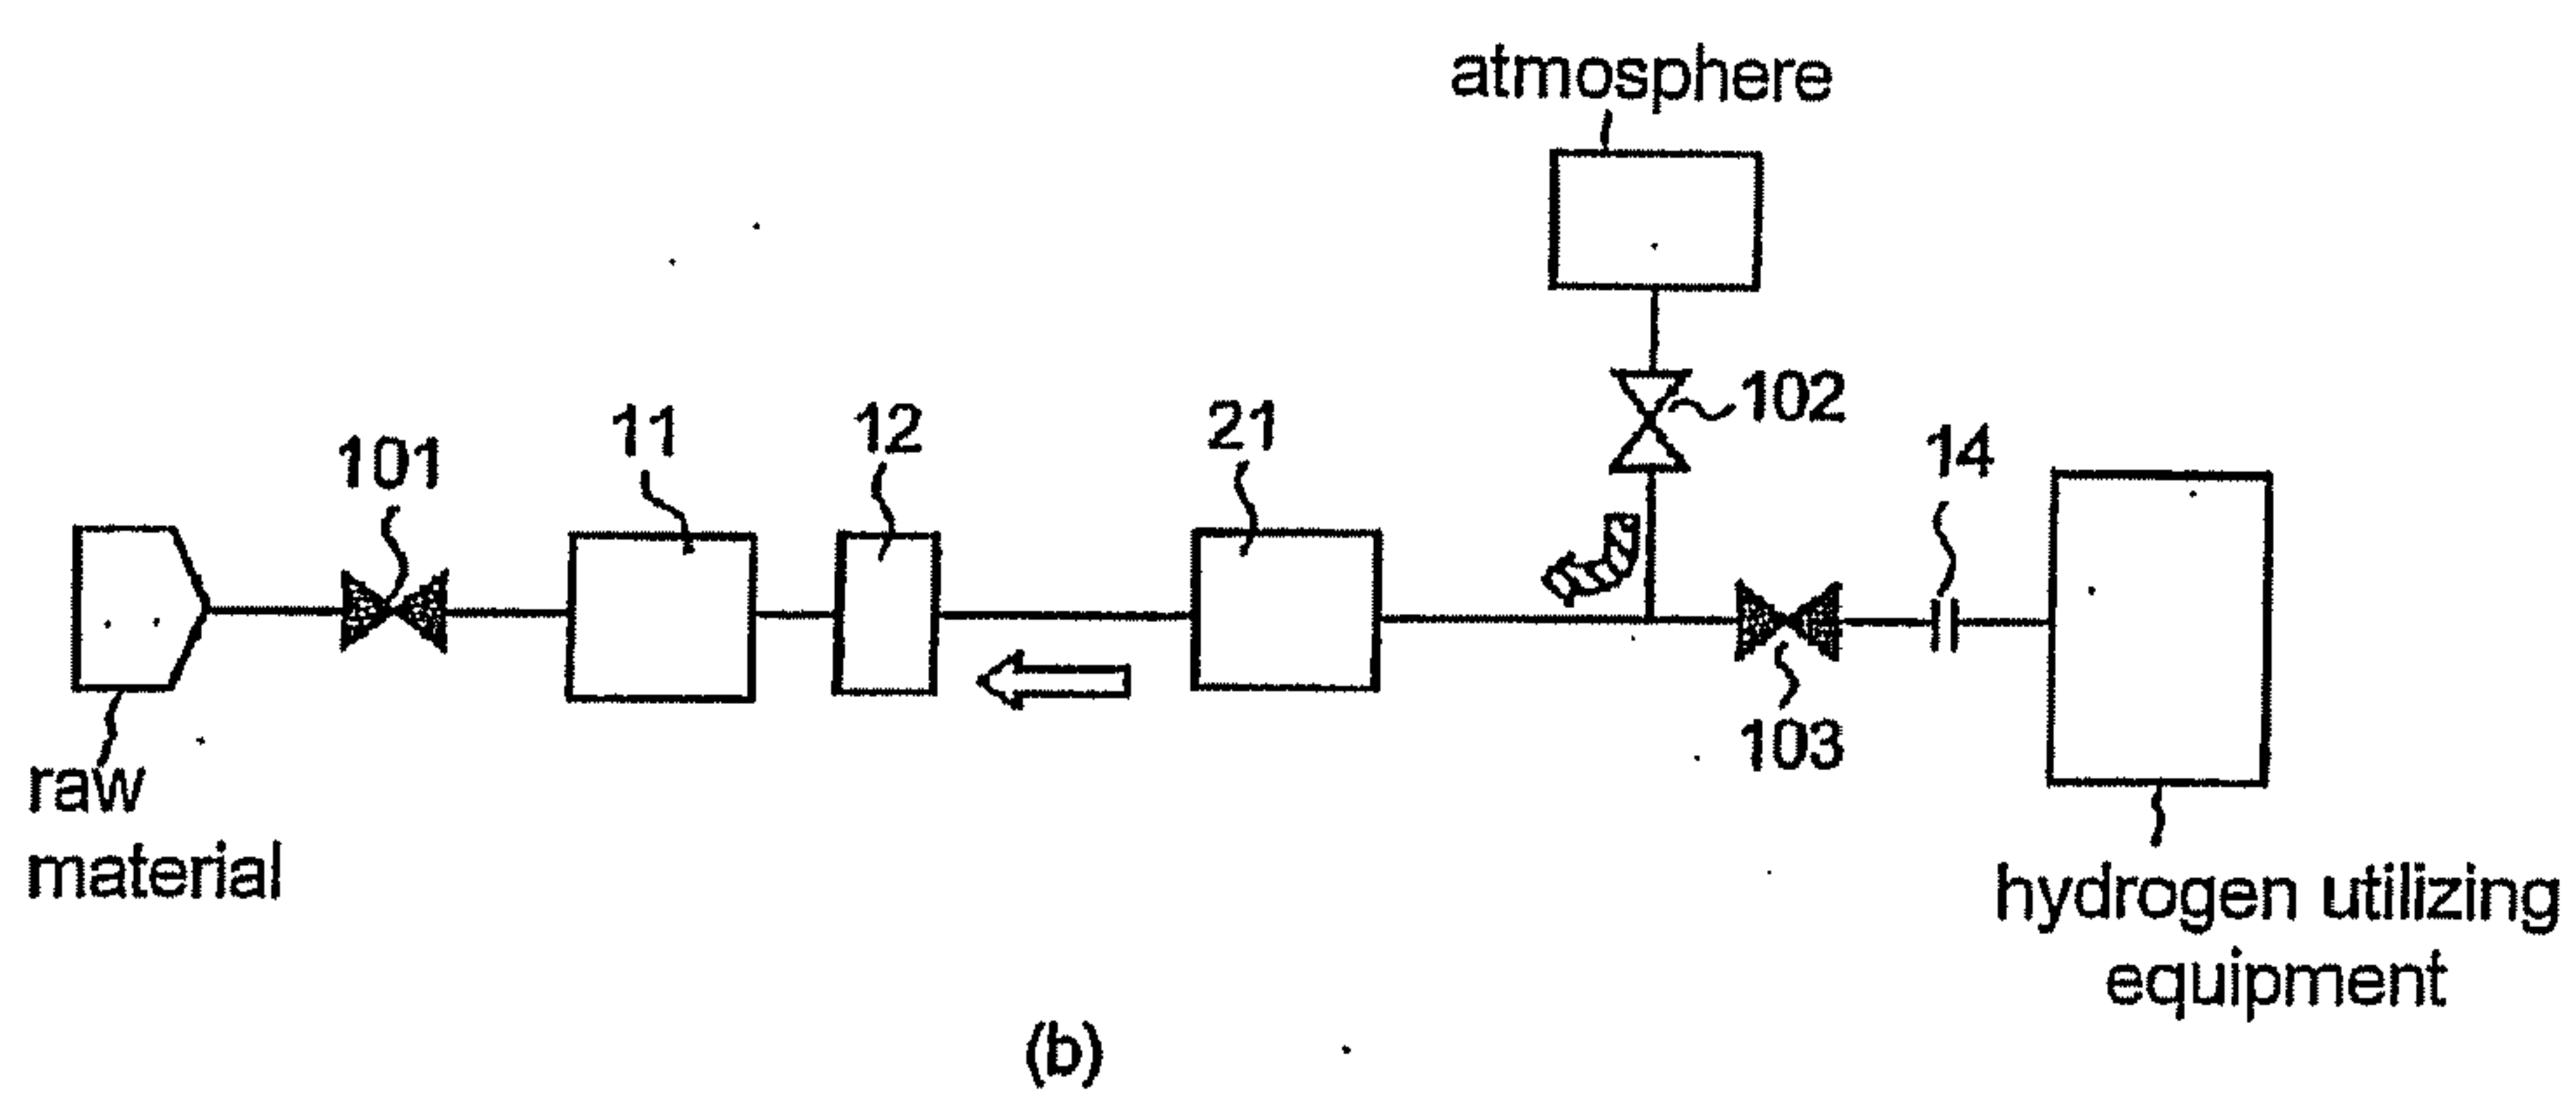 atmosphere
102
101
11
12
21
14
103
raw
material
hydrogen utilizing
equipment
(b)